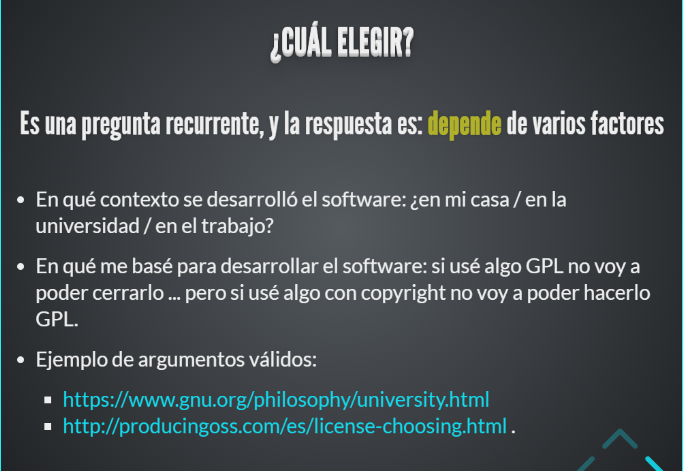 ¿CUÁL ELEGIR?
Es una pregunta recurrente, y la respuesta es: depende de varios factores
• En qué contexto se desarrolló el software: ¿en mi casa / en la
universidad / en el trabajo?
• En qué me basé para desarrollar el software: si usé algo GPL no voy a
poder cerrarlo ... pero si usé algo con copyright no voy a poder hacerlo
GPL.
• Ejemplo de argumentos válidos:
▪ https://www.gnu.org/philosophy/university.html
▪ http://producingoss.com/es/license-choosing.html .